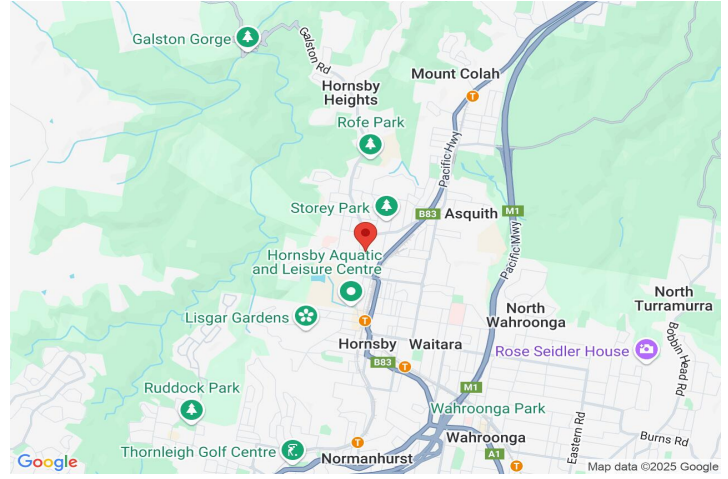 Galston Gorge
Galston Rd
Mount Colah
Hornsby
Heights
Rofe Park
Pacific Hwy
Storey Park
B83
Asquith
M1
Pacific Mwy
Hornsby Aquatic
and Leisure Centre
North
Turramurra
North
Wahroonga
Lisgar Gardens
T
T
Hornsby
Waitara
Rose Seidler House
B83
T
Bobbin Head Rd
M1
Ruddock Park
Wahroonga Park
Eastern Rd
Burns Rd
Wahroonga
Thornleigh Golf Centre
T
A1
Normanhurst
T
Google
Map data ©2025 Google